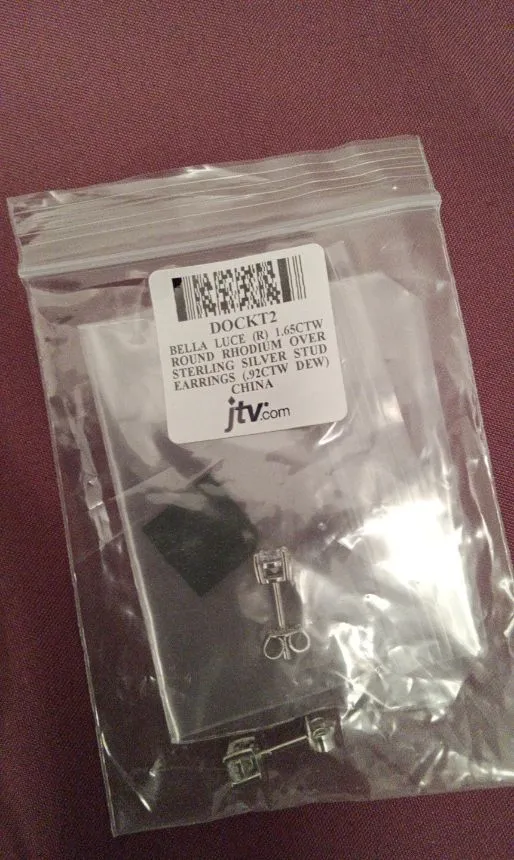 DOCKT2
BELLA LUCE (R) 1.65CTW
ROUND RHODIUM OVER
STERLING SILVER STUD
EARRINGS (.92CTW DEW)
CHINA
jtv.com